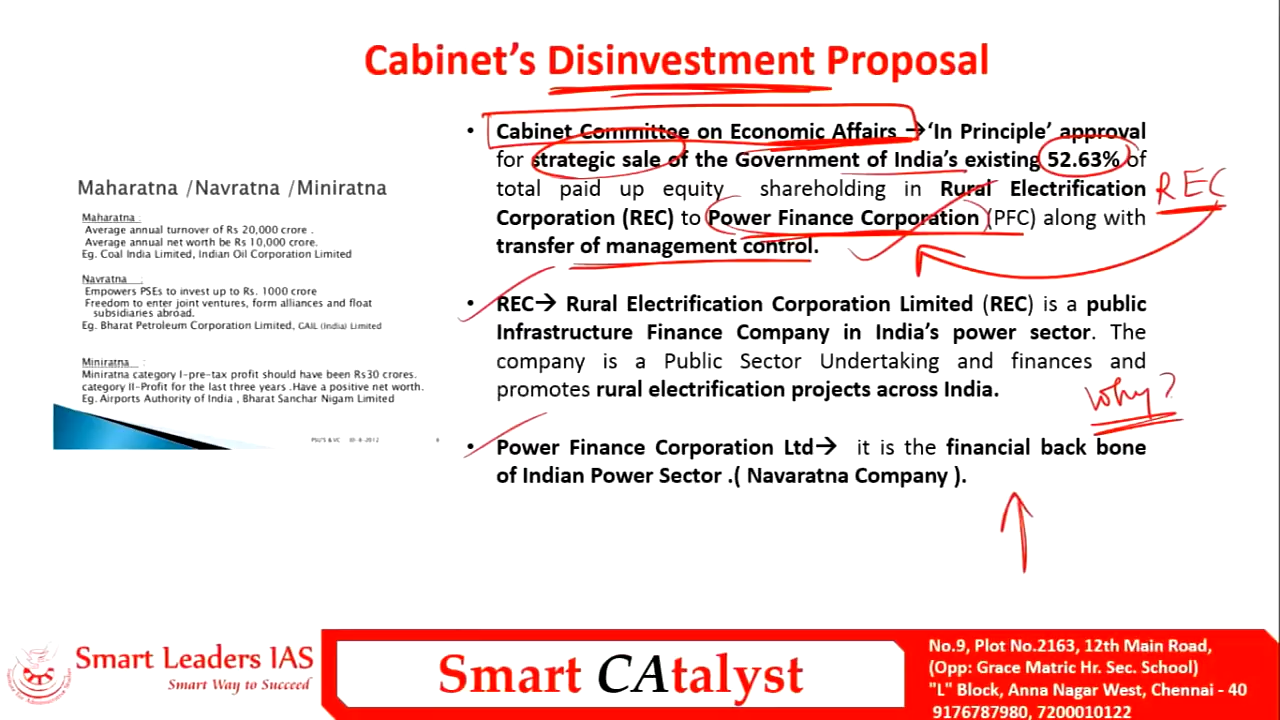 Cabinet's Disinvestment Proposal
• Cabinet Committee on Economic Affairs → 'In Principle' approval
for strategic sale of the Government of India's existing 52.63% of
total paid up equity shareholding in Rural Electrification
Corporation (REC) to Power Finance Corporation (PFC) along with
transfer of management control.
REC
• REC→ Rural Electrification Corporation Limited (REC) is a public
Infrastructure Finance Company in India's power sector. The
company is a Public Sector Undertaking and finances and
promotes rural electrification projects across India.
Why?
• Power Finance Corporation Ltd→ it is the financial back bone
of Indian Power Sector .( Navaratna Company ).
Maharatna /Navratna /Miniratna
Maharatna :
Average annual turnover of Rs 20,000 crore .
Average annual net worth be Rs 10,000 crore.
Eg. Coal India Limited, Indian Oil Corporation Limited
Navratna :
Empowers PSEs to invest up to Rs. 1000 crore
Freedom to enter joint ventures, form alliances and float
subsidiaries abroad.
Eg. Bharat Petroleum Corporation Limited, GAIL (India) Limited
Miniratna :
Miniratna category I-pre-tax profit should have been Rs30 crores.
category II-Profit for the last three years .Have a positive net worth.
Eg. Airports Authority of India , Bharat Sanchar Nigam Limited
PSU'S & VC
Smart Leaders IAS
Smart Way to Succeed
Smart CAtalyst
No.9, Plot No.2163, 12th Main Road,
(Opp: Grace Matric Hr. Sec. School)
"L" Block, Anna Nagar West, Chennai - 40
9176787980, 7200010122